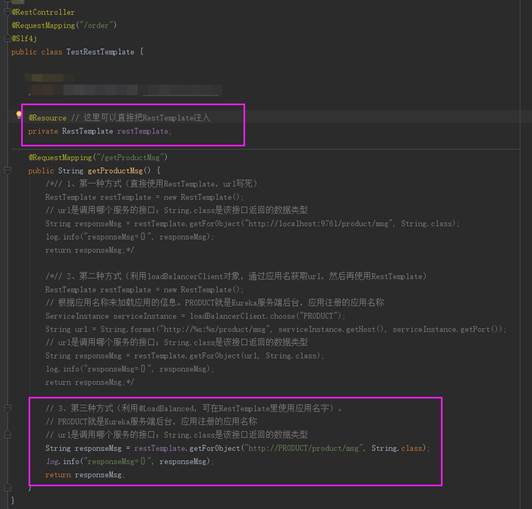 @RestController
@RequestMapping("/order")
@Slf4j
public class TestRestTemplate {
@Resource // 这里可以直接把RestTemplate注入
private RestTemplate restTemplate;
@RequestMapping("/getProductMsg")
public String getProductMsg() {
/*// 1、第一种方式（直接使用RestTemplate，url写死）
RestTemplate restTemplate = new RestTemplate();
// url是调用哪个服务的接口；String.class是该接口返回的数据类型
String responseMsg = restTemplate.getForObject("http://localhost:9761/product/msg", String.class);
log.info("responseMsg={}", responseMsg);
return responseMsg;*/
/*// 2、第二种方式（利用loadBalancerClient对象，通过应用名获取url，然后再使用RestTemplate）
RestTemplate restTemplate = new RestTemplate();
// 根据应用名称来加载应用的信息。PRODUCT就是Eureka服务端后台，应用注册的应用名称
ServiceInstance serviceInstance = loadBalancerClient.choose("PRODUCT");
String url = String.format("http://%s:%s/product/msg", serviceInstance.getHost(), serviceInstance.getPort());
// url是调用哪个服务的接口；String.class是该接口返回的数据类型
String responseMsg = restTemplate.getForObject(url, String.class);
log.info("responseMsg={}", responseMsg);
return responseMsg;*/
// 3、第三种方式（利用@LoadBalanced，可在RestTemplate里使用应用名字）。
// PRODUCT就是Eureka服务端后台，应用注册的应用名称
// url是调用哪个服务的接口；String.class是该接口返回的数据类型
String responseMsg = restTemplate.getForObject("http://PRODUCT/product/msg", String.class);
log.info("responseMsg={}", responseMsg);
return responseMsg;
}
}